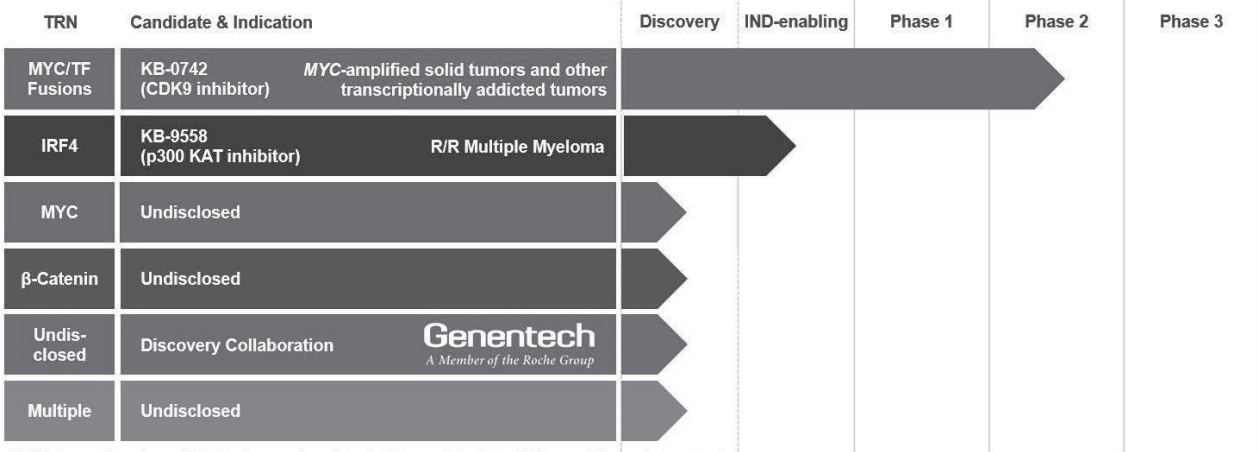 TRN Candidate & Indication Discovery IND-enabling Phase 1 Phase 2 Phase 3
MYC/TF
Fusions
KB-0742
(CDK9 inhibitor)
MYC-amplified solid tumors and other
transcriptionally addicted tumors
IRF4
KB-9558
(p300 KAT inhibitor)
R/R Multiple Myeloma
MYC
Undisclosed
β-Catenin
Undisclosed
Undis-
closed
Discovery Collaboration
Genentech
A Member of the Roche Group
Multiple
Undisclosed